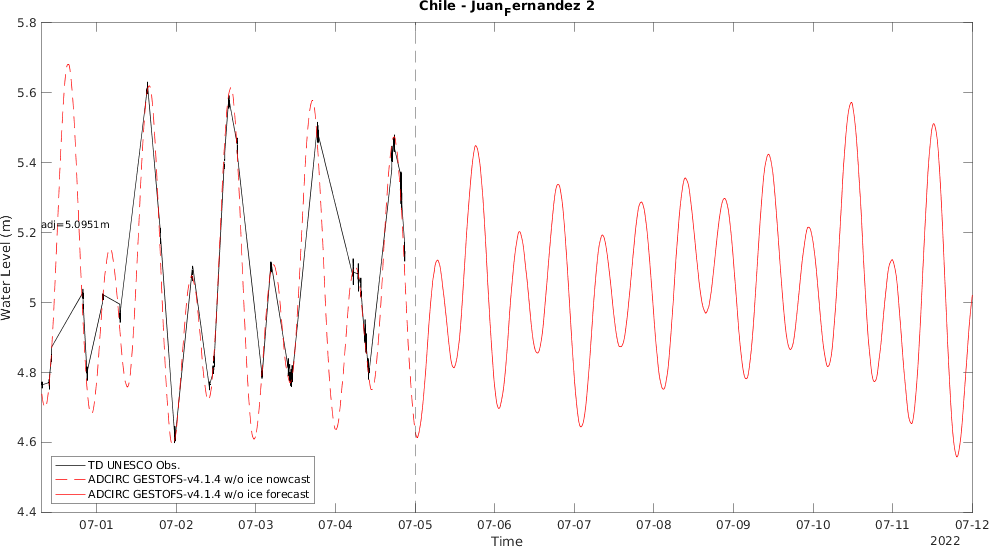 Chile - JuanFernandez 2
5.8
5.6
5.4
5.2
5
4.8
4.6
4.4
Water Level (m)
adj=5.0951m
TD UNESCO Obs.
ADCIRC GESTOFS-v4.1.4 w/o ice nowcast
ADCIRC GESTOFS-v4.1.4 w/o ice forecast
07-01 07-02 07-03 07-04 07-05 07-06 07-07 07-08 07-09 07-10 07-11 07-12
Time
2022